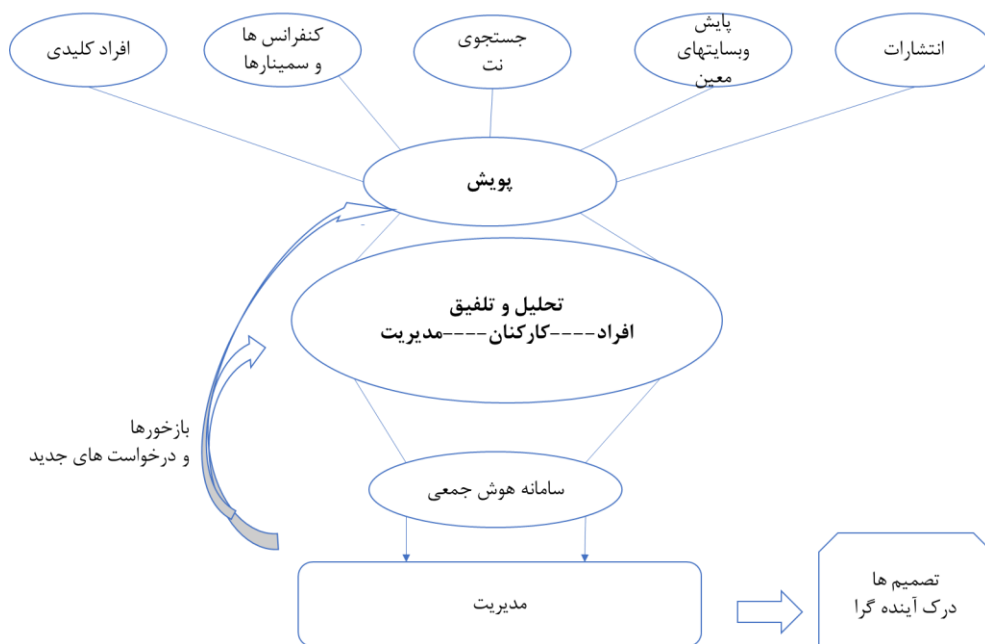 افراد کلیدی
کنفرانس ها
و سمینارها
جستجوی
نت
پایش
وبسایتهای
معین
انتشارات
پویش
تحلیل و تلفیق
افراد----کارکنان----مدیریت
بازخورها
و درخواست های جدید
سامانه هوش جمعی
مدیریت
تصمیم ها
درک آینده گرا